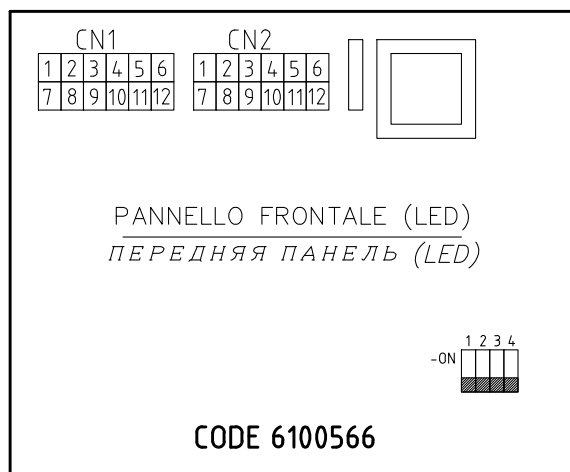 CN1 CN2
1 2 3 4 5 6 1 2 3 4 5 6
7 8 9 10 11 12 7 8 9 10 11 12
PANNELLO FRONTALE (LED)
ПЕРЕДНЯЯ ПАНЕЛЬ (LED)
1 2 3 4
-ON
CODE 6100566